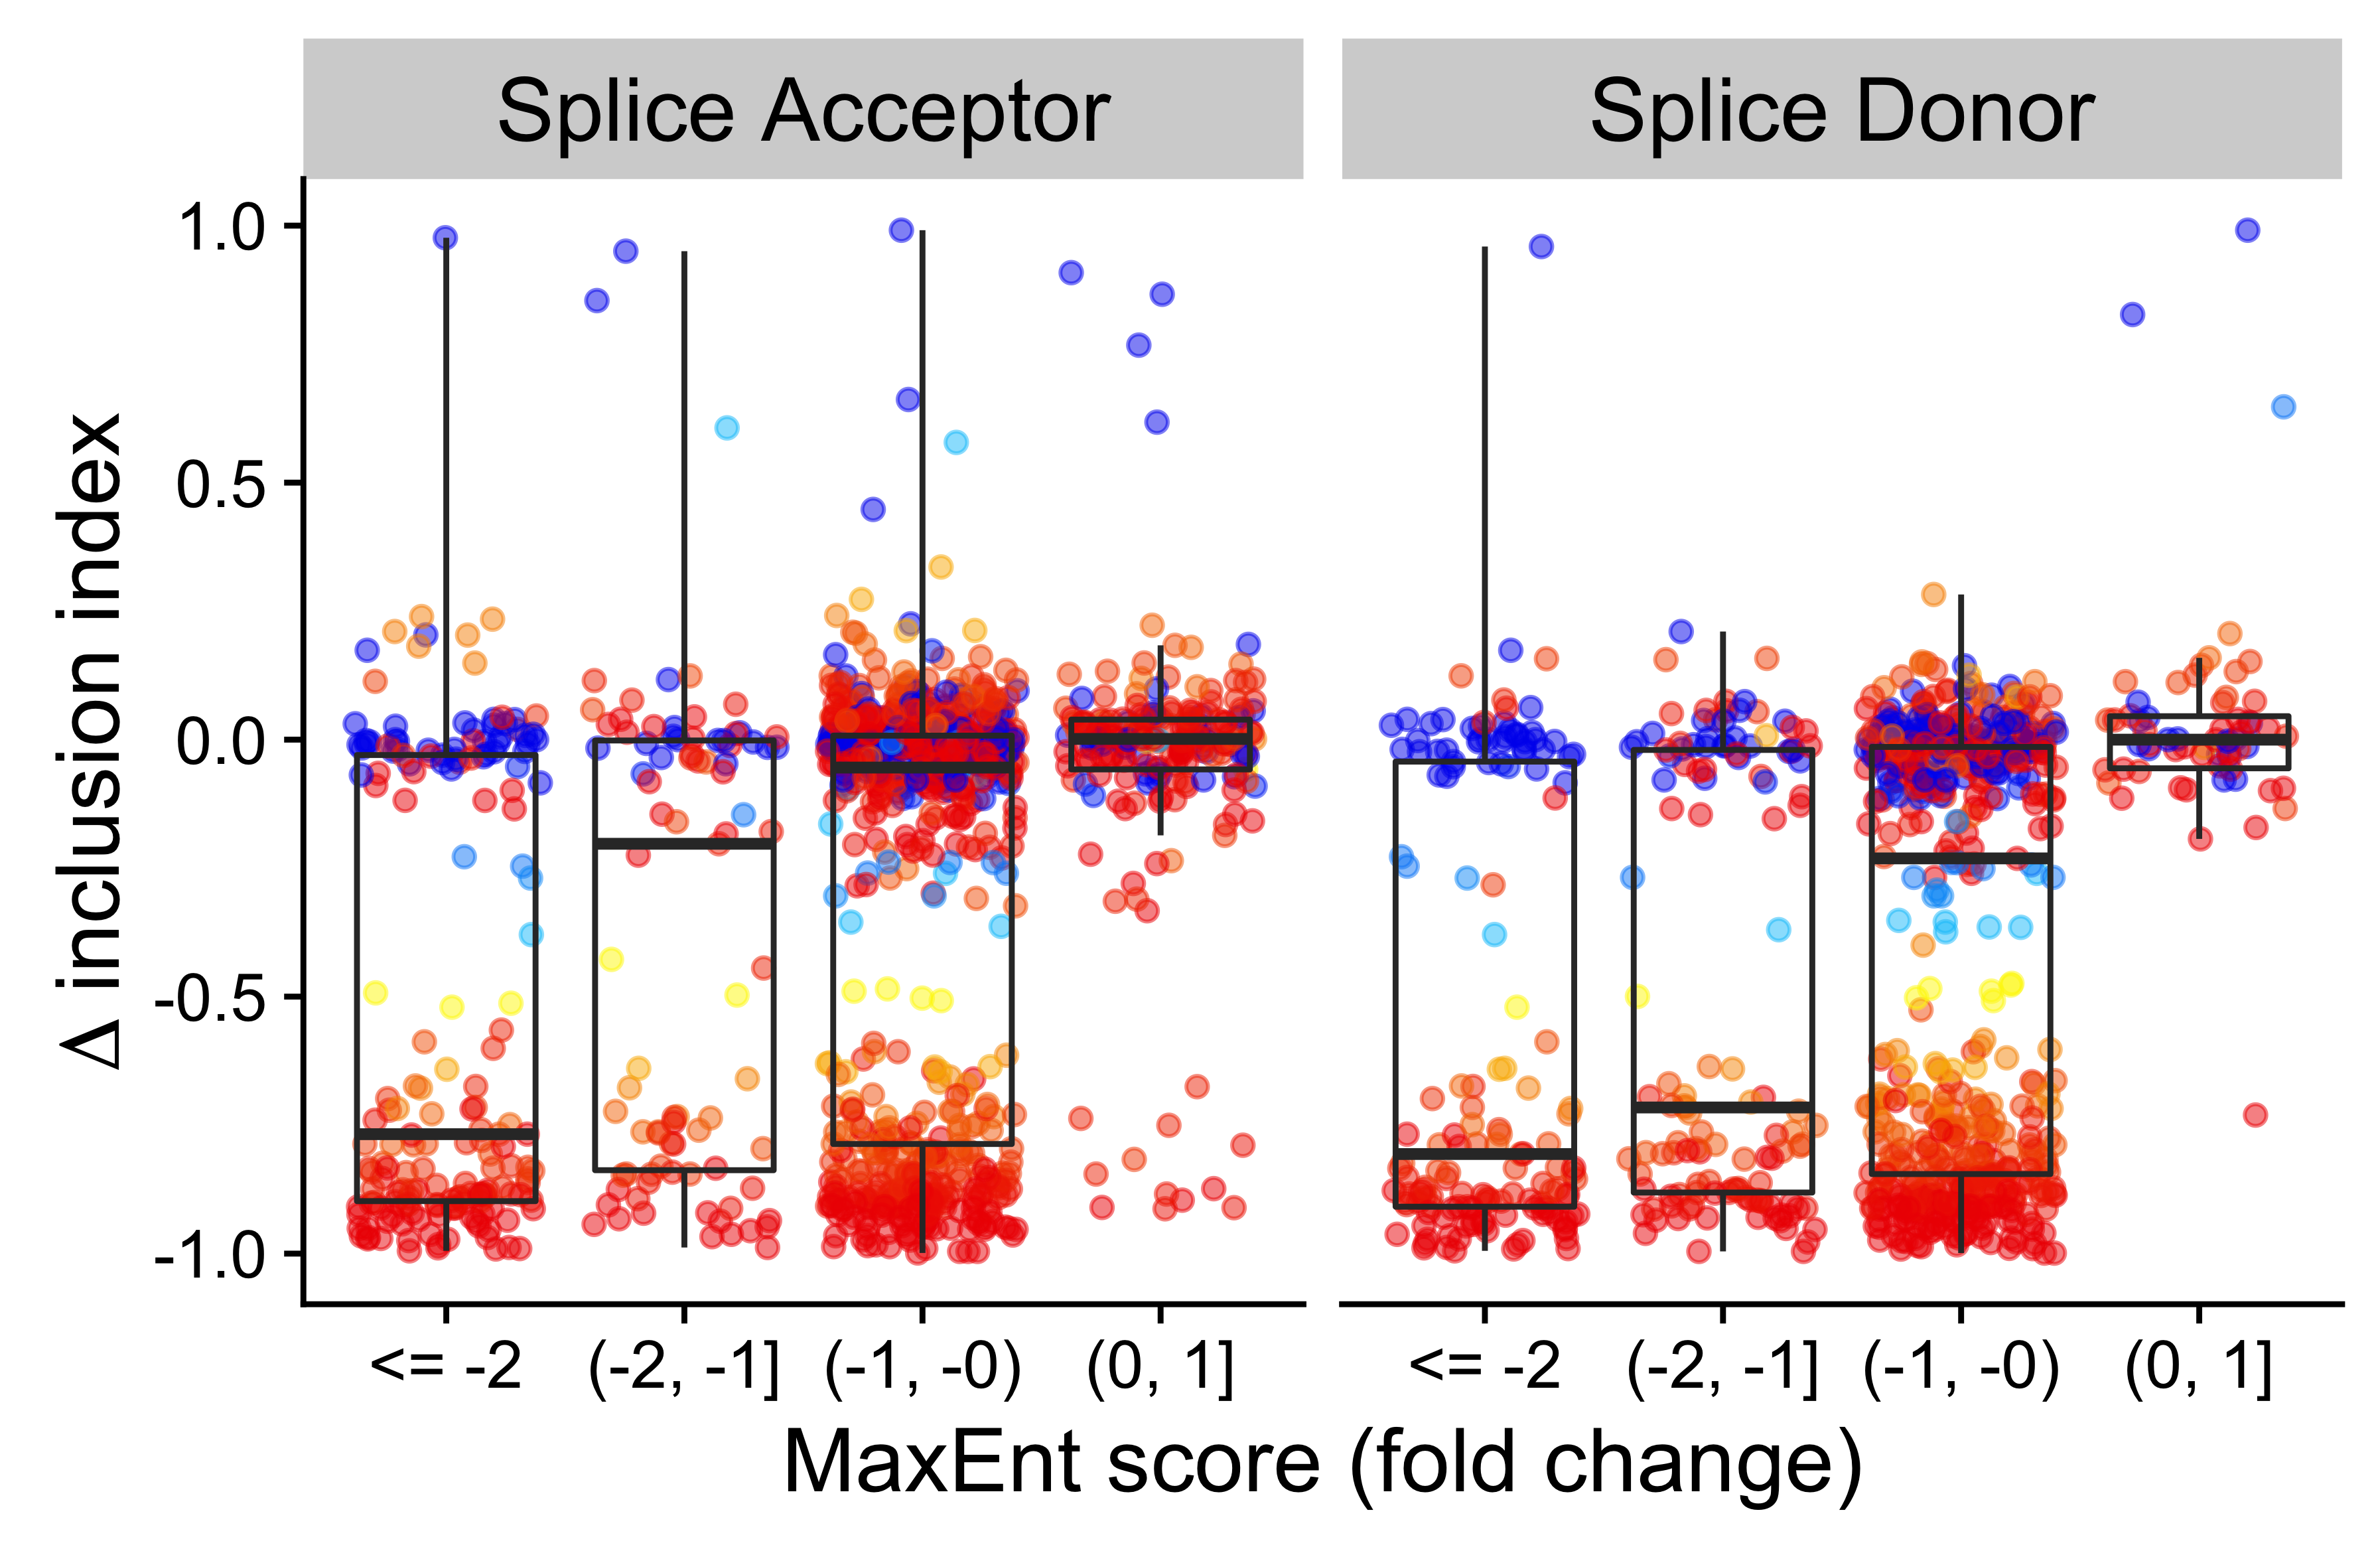 Splice Acceptor
Splice Donor
Δ inclusion index
1.0
0.5
0.0
-0.5
-1.0
<= -2 (-2, -1] (-1, -0) (0, 1]
<= -2 (-2, -1] (-1, -0) (0, 1]
MaxEnt score (fold change)